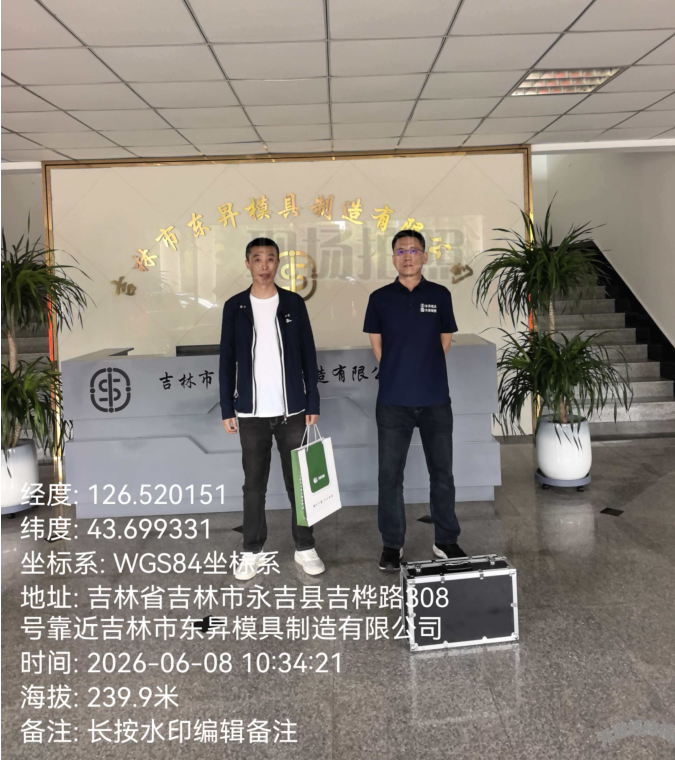 吉林市东昇模具制造有限公司
现场拍照
吉林市
造有限公
经度: 126.520151
纬度: 43.699331
坐标系: WGS84坐标系
地址: 吉林省吉林市永吉县吉桦路308
号靠近吉林市东昇模具制造有限公司
时间: 2026-06-08 10:34:21
海拔: 239.9米
备注: 长按水印编辑备注